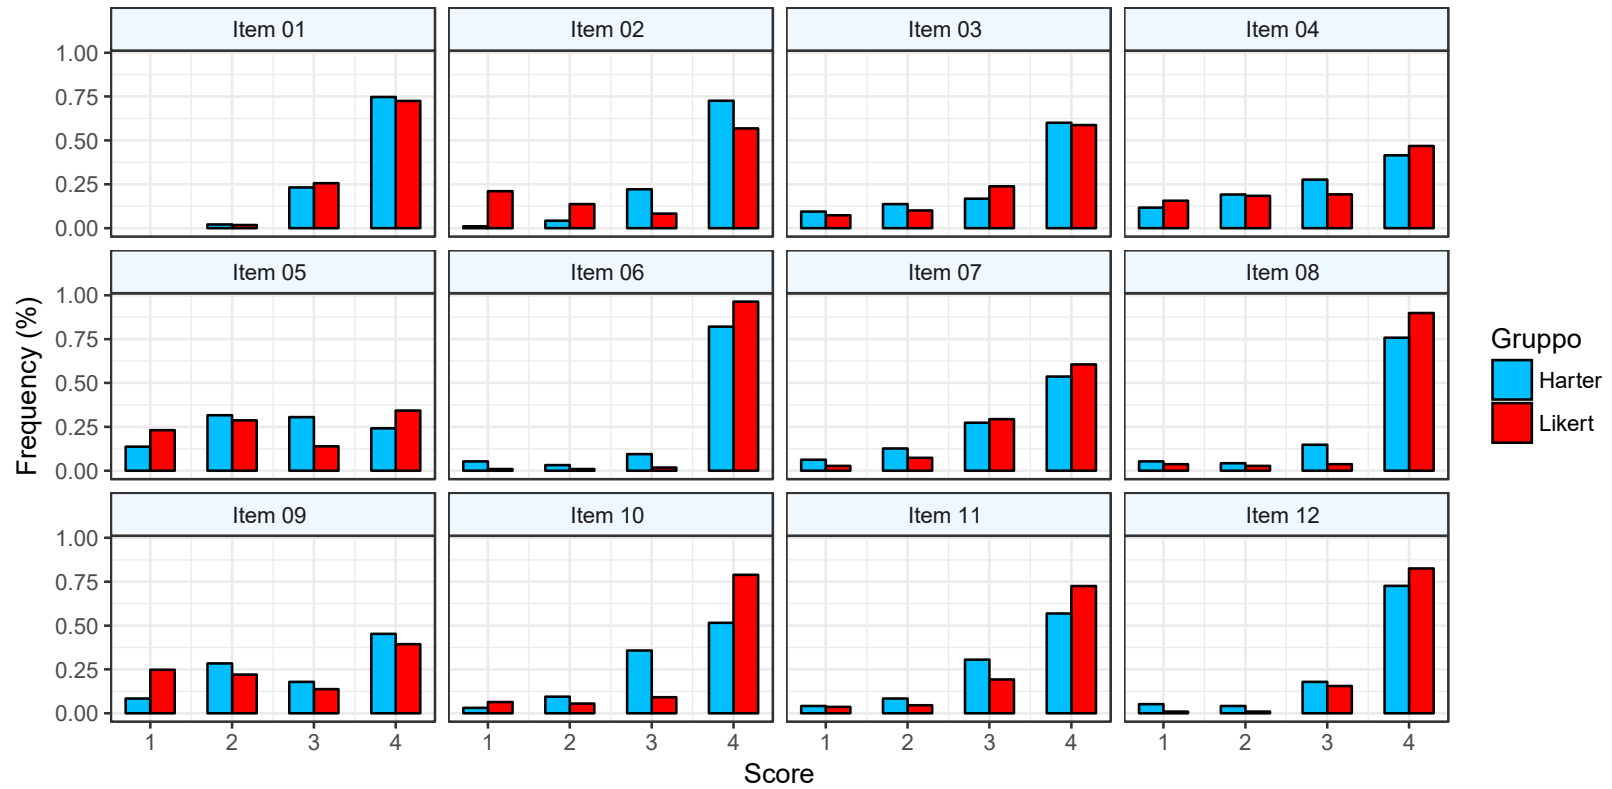 Item 01 Item 02 Item 03 Item 04
1.00
0.75
0.50
0.25
0.00
Item 05 Item 06 Item 07 Item 08
1.00
0.75
0.50
0.25
0.00
Item 09 Item 10 Item 11 Item 12
1.00
0.75
0.50
0.25
0.00
1 2 3 4 1 2 3 4 1 2 3 4 1 2 3 4
Score
Frequency (%)
Gruppo
Harter
Likert